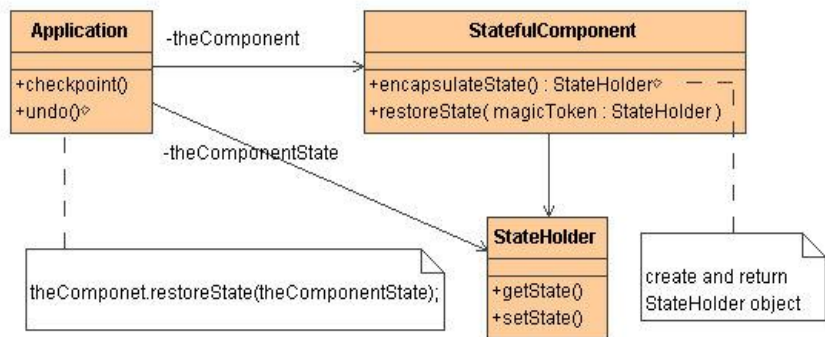 Application
+checkpoint()
+undo()
-theComponent
StatefulComponent
+encapsulateState() : StateHolder
+restoreState( magicToken : StateHolder )
-theComponentState
theComponet.restoreState(theComponentState);
StateHolder
+getState()
+setState()
create and return
StateHolder object